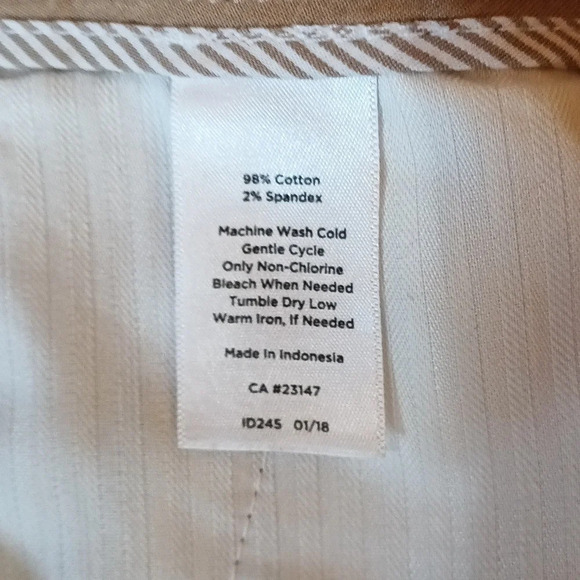 98% Cotton
2% Spandex
Machine Wash Cold
Gentle Cycle
Only Non-Chlorine
Bleach When Needed
Tumble Dry Low
Warm Iron, If Needed
Made In Indonesia
CA #23147
ID245 01/18